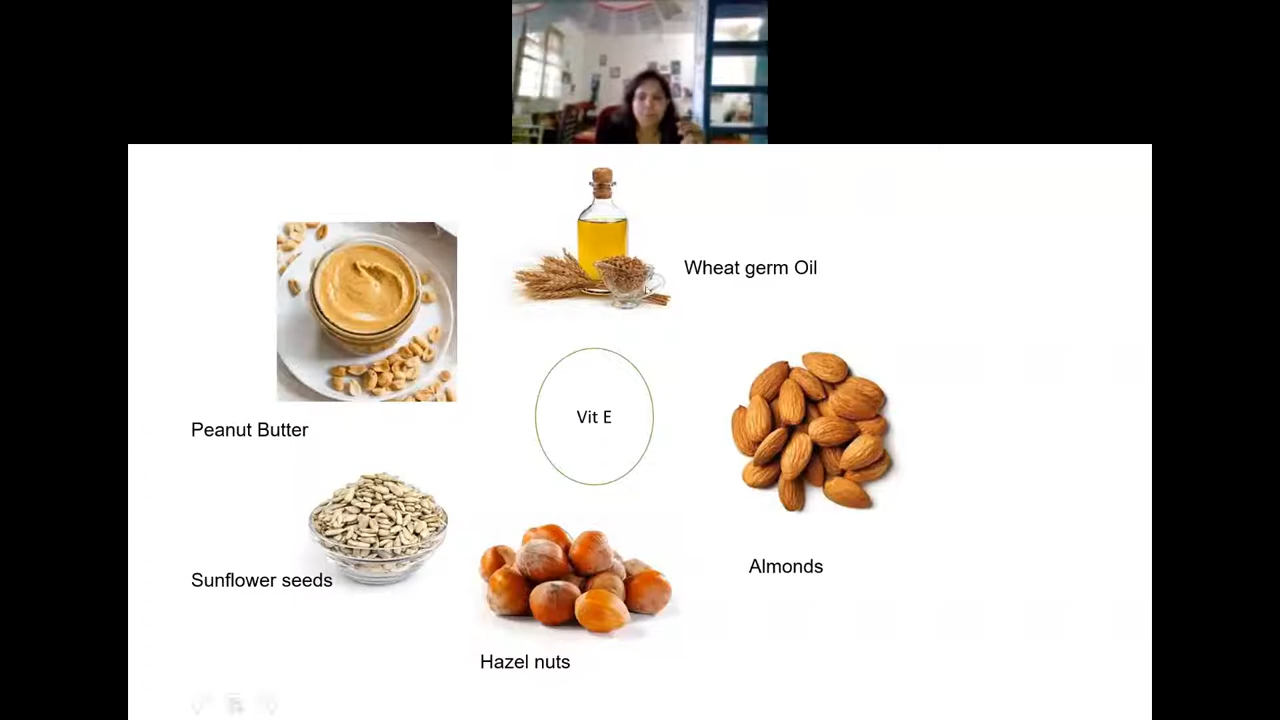 Wheat germ Oil
Vit E
Peanut Butter
Almonds
Sunflower seeds
Hazel nuts